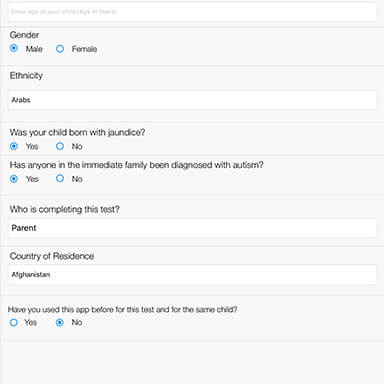 Enter age of your child (Age in Years)
Gender
Male Female
Ethnicity
Arabs
Was your child born with jaundice?
Yes No
Has anyone in the immediate family been diagnosed with autism?
Yes No
Who is completing this test?
Parent
Country of Residence
Afghanistan
Have you used this app before for this test and for the same child?
Yes No